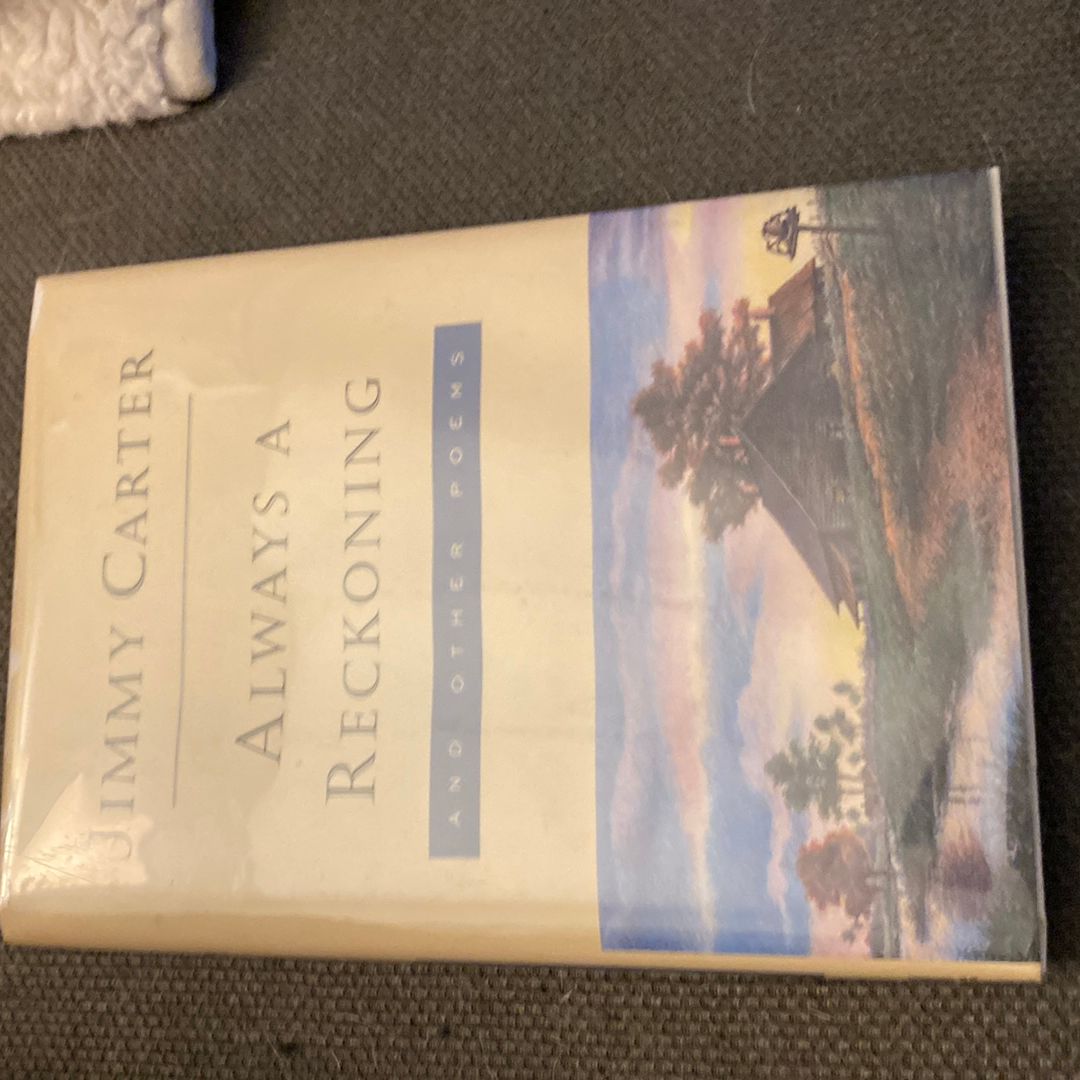 JIMMY CARTER
ALWAYS A
RECKONING
AND OTHER POEMS